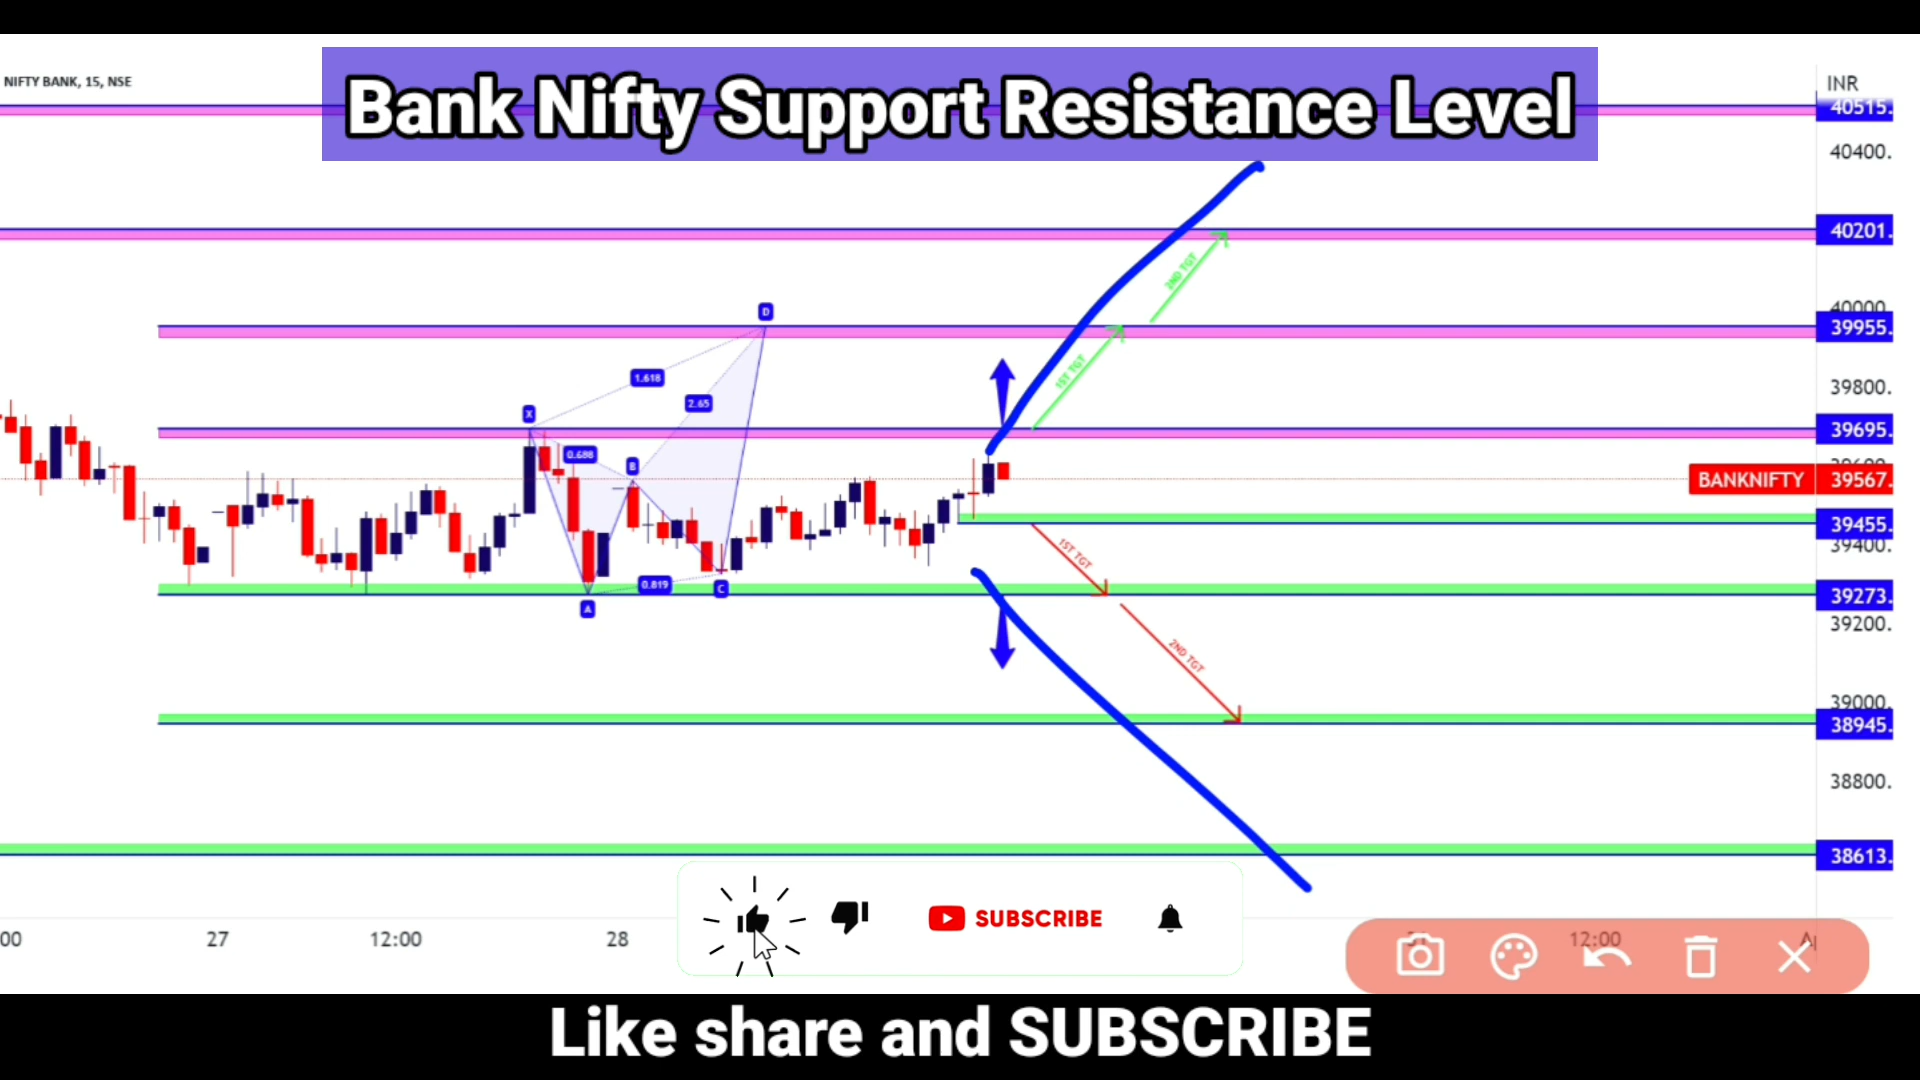 Bank Nifty Support Resistance Level
NIFTY BANK, 15, NSE
INR
40515.
40400.
40201.
40000.
39955.
39800.
39695.
BANKNIFTY 39567.
39455.
39400.
39273.
39200.
39000.
38945.
38800.
38613.
2ND TGT
1ST TGT
D
1.618
2.65
X
0.688
B
0.819
C
A
1ST TGT
2ND TGT
27
12:00
28
12:00
SUBSCRIBE
Like share and SUBSCRIBE